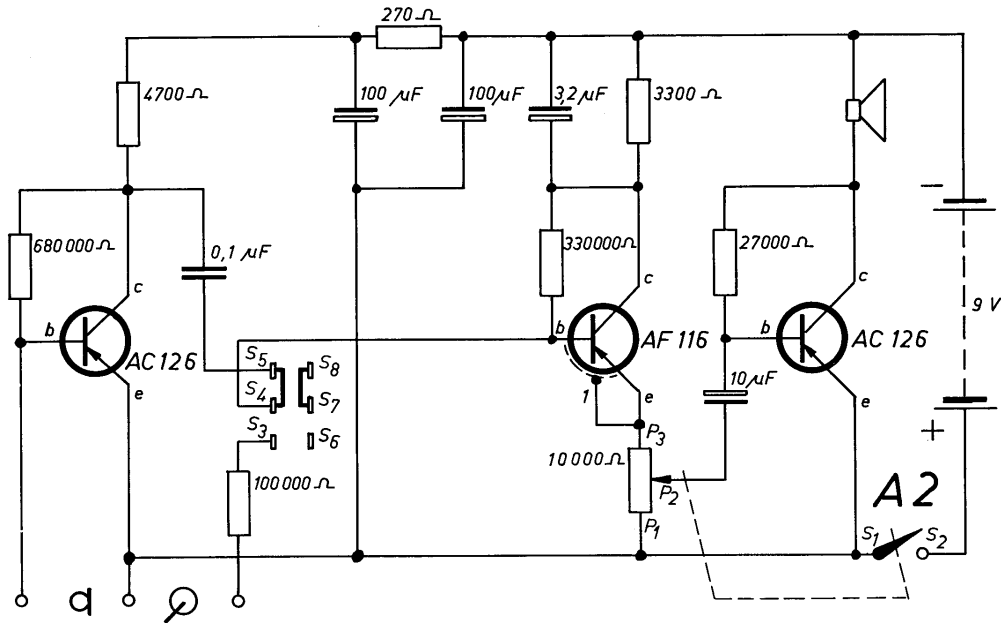 270 Ω
4700 Ω
100 µF
100 µF
3,2 µF
3300 Ω
680 000 Ω
0,1 µF
330000 Ω
27000 Ω
−
c
c
c
b
b
b
9 V
AC 126
AF 116
AC 126
S5
S8
S4
S7
S3
S6
e
1
e
10 µF
e
+
P3
100 000 Ω
10 000 Ω
P2
A2
P1
S1
S2